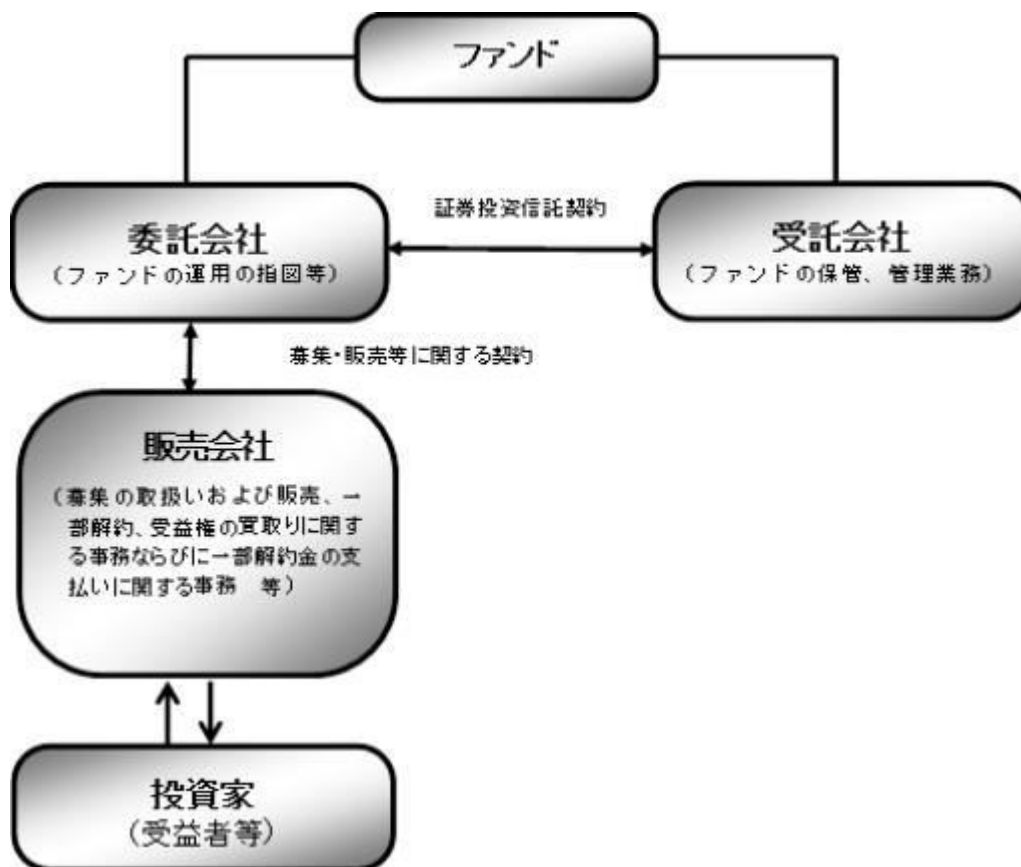 ファンド
証券投資信託契約
委託会社
(ファンドの運用の指図等)
受託会社
(ファンドの保管、管理業務)
募集・販売等に関する契約
販売会社
(募集の取扱いおよび販売、一
部解約、受益権の買取りに関す
る事務ならびに一部解約金の支
払いに関する事務 等)
投資家
(受益者等)